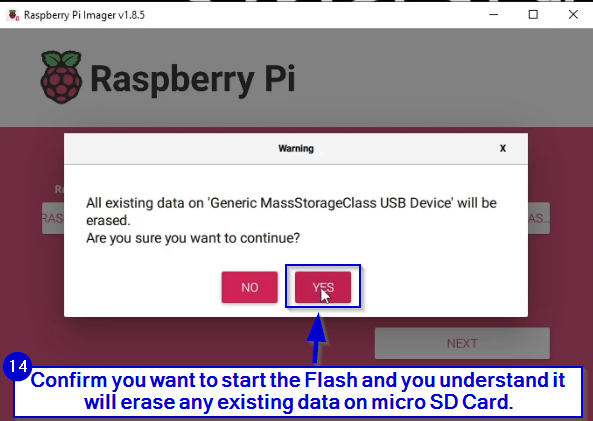 Raspberry Pi Imager v1.8.5
Raspberry Pi
Warning
X
All existing data on 'Generic MassStorageClass USB Device' will be
erased.
Are you sure you want to continue?
NO
YES
NEXT
14
Confirm you want to start the Flash and you understand it
will erase any existing data on micro SD Card.